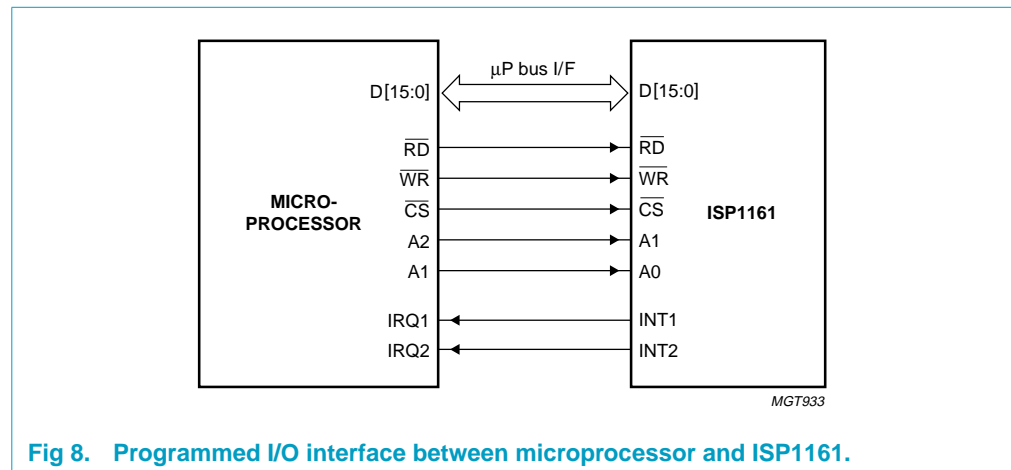 μP bus I/F
D[15:0] D[15:0]
RD RD
WR WR
MICRO-
PROCESSOR
CS CS
ISP1161
A2 A1
A1 A0
IRQ1 INT1
IRQ2 INT2
MGT933
Fig 8. Programmed I/O interface between microprocessor and ISP1161.